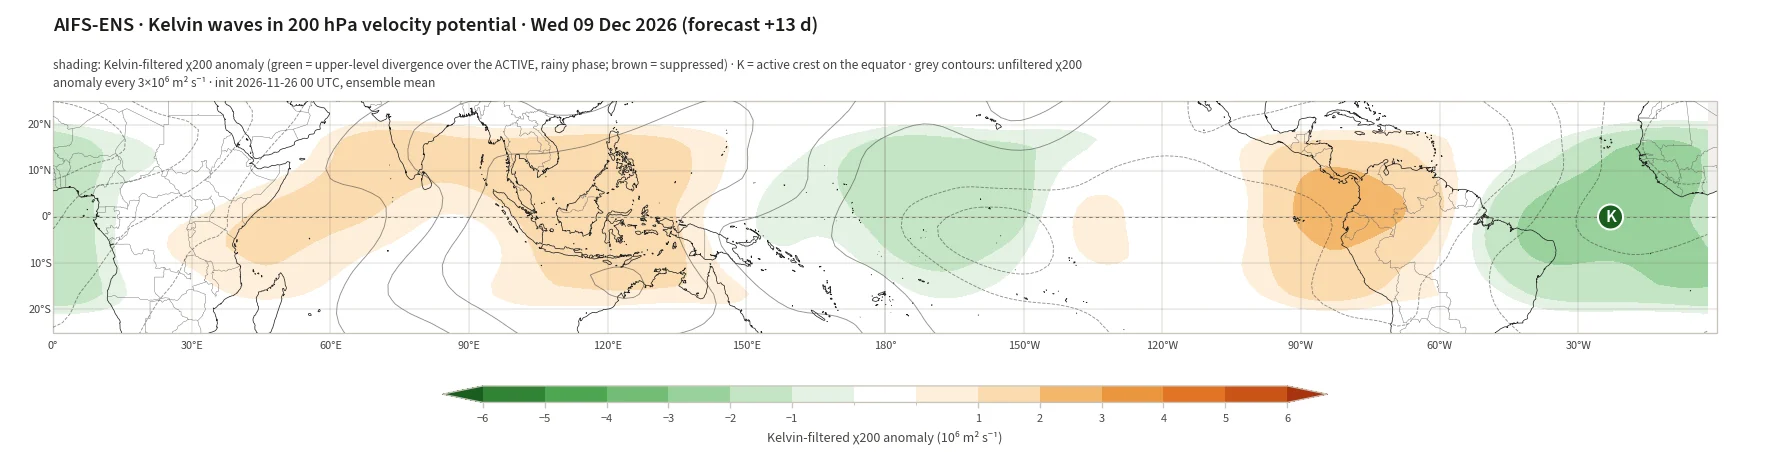 AIFS-ENS · Kelvin waves in 200 hPa velocity potential · Wed 09 Dec 2026 (forecast +13 d)
shading: Kelvin-filtered χ200 anomaly (green = upper-level divergence over the ACTIVE, rainy phase; brown = suppressed) · K = active crest on the equator · grey contours: unfiltered χ200
anomaly every 3×10⁶ m² s⁻¹ · init 2026-11-26 00 UTC, ensemble mean
20°N
10°N
0°
10°S
20°S
K
0° 30°E 60°E 90°E 120°E 150°E 180° 150°W 120°W 90°W 60°W 30°W
−6 −5 −4 −3 −2 −1 1 2 3 4 5 6
Kelvin-filtered χ200 anomaly (10⁶ m² s⁻¹)